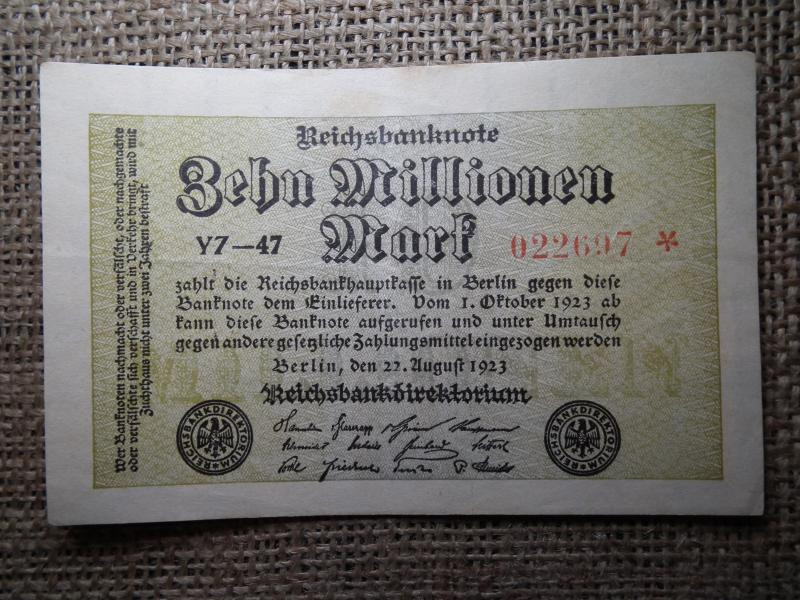 Reichsbanknote
Zehn Millionen
Mark
Y7—47
022697 *
zahlt die Reichsbankhauptkasse in Berlin gegen diese
Banknote dem Einlieferer. Vom 1. Oktober 1923 ab
kann diese Banknote aufgerufen und unter Umtausch
gegen andere gesetzliche Zahlungsmittel eingezogen werden
Berlin, den 22. August 1923
Reichsbankdirektorium
REICHSBANKDIREKTORIUM
REICHSBANKDIREKTORIUM
Wer Banknoten nachmacht oder verfälscht, oder nachgemachte
oder verfälschte sich verschafft und in Verkehr bringt, wird mit
Zuchthaus nicht unter zwei Jahren bestraft